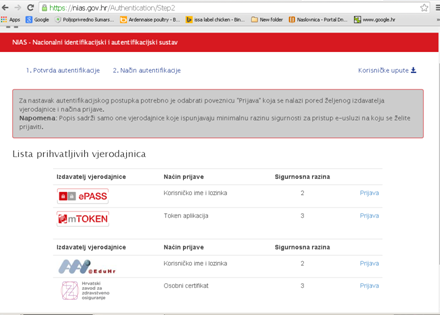 https://nias.gov.hr/Authentication/Step2
Apps Google Poljoprivredno šumars... Ardennaise poultry - B... issa label chicken - Bin... New folder Naslovnica - Portal Do... www.google.hr
NIAS - Nacionalni identifikacijski i autentifikacijski sustav
1, Potvrda autentifikacije 2. Način autentifikacije Korisničke upute
Za nastavak autentifikacijskog postupka potrebno je odabrati poveznicu "Prijava" koja se nalazi pored željenog izdavatelja
vjerodajnice i načina prijave.
Napomena: Popis sadrži samo one vjerodajnice koje ispunjavaju minimalnu razinu sigurnosti za pristup e-usluzi na koju se želite
prijaviti.
Lista prihvatljivih vjerodajnica
Izdavatelj vjerodajnice Način prijave Sigurnosna razina
ePASS Korisničko ime i lozinka 2 Prijava
mTOKEN Token aplikacija 3 Prijava
Izdavatelj vjerodajnice Način prijave Sigurnosna razina
@EduHr Korisničko ime i lozinka 2 Prijava
Hrvatski
zavod za
zdravstveno
osiguranje Osobni certifikat 3 Prijava